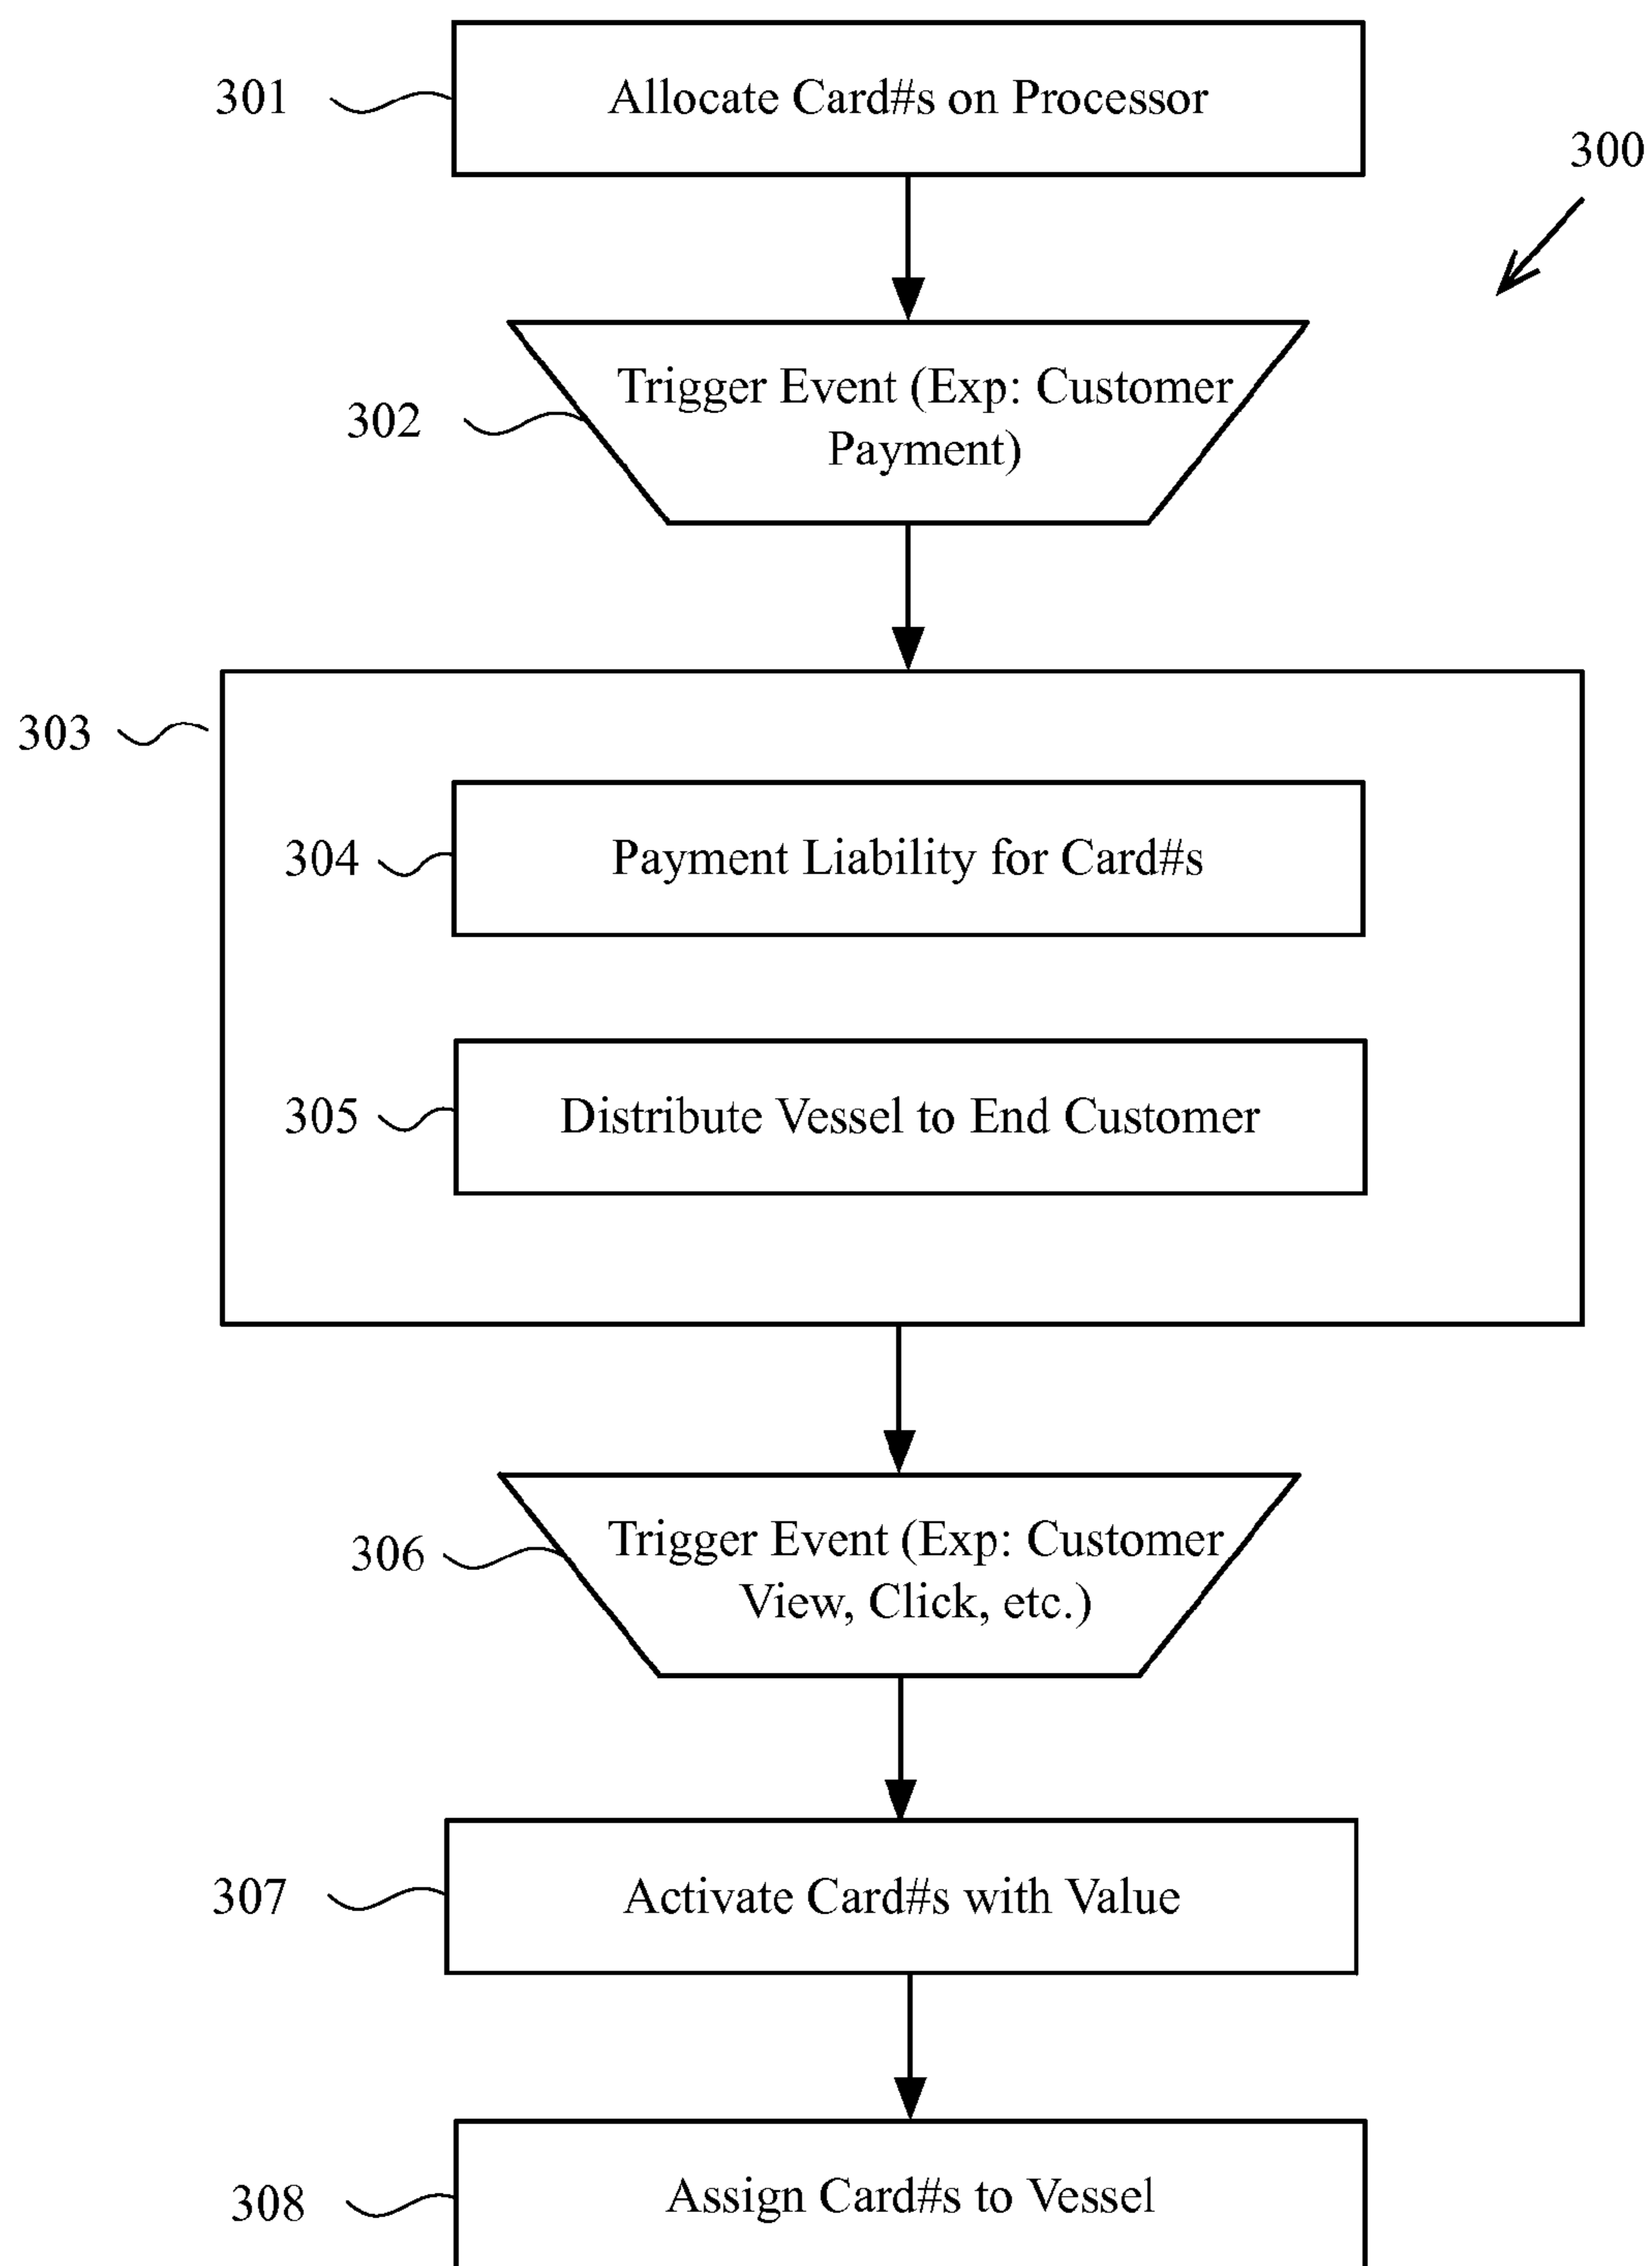 301
Allocate Card#s on Processor
300
302
Trigger Event (Exp: Customer
Payment)
303
304
Payment Liability for Card#s
305
Distribute Vessel to End Customer
306
Trigger Event (Exp: Customer
View, Click, etc.)
307
Activate Card#s with Value
308
Assign Card#s to Vessel